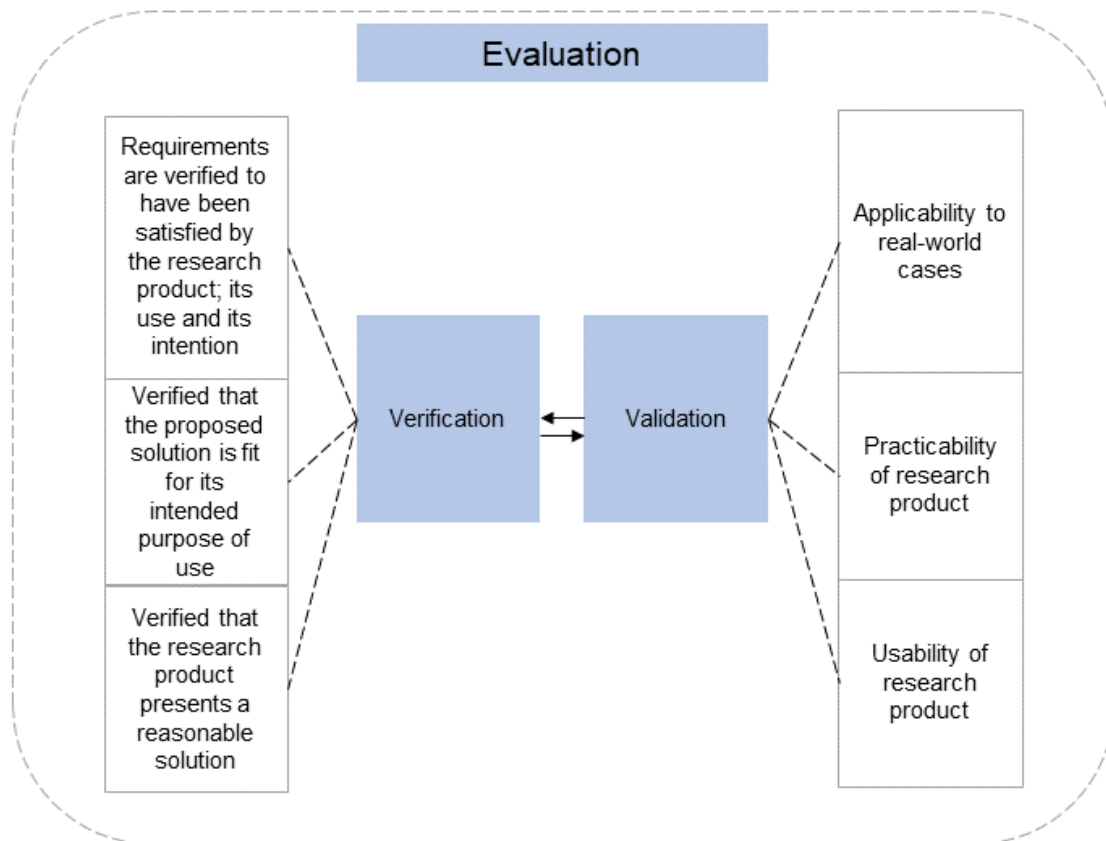 Evaluation
Requirements
are verified to
have been
satisfied by
the research
product; its
use and its
intention
Verified that
the proposed
solution is fit
for its
intended
purpose of
use
Verified that
the research
product
presents a
reasonable
solution
Verification
Validation
Applicability to
real-world
cases
Practicability
of research
product
Usability of
research
product